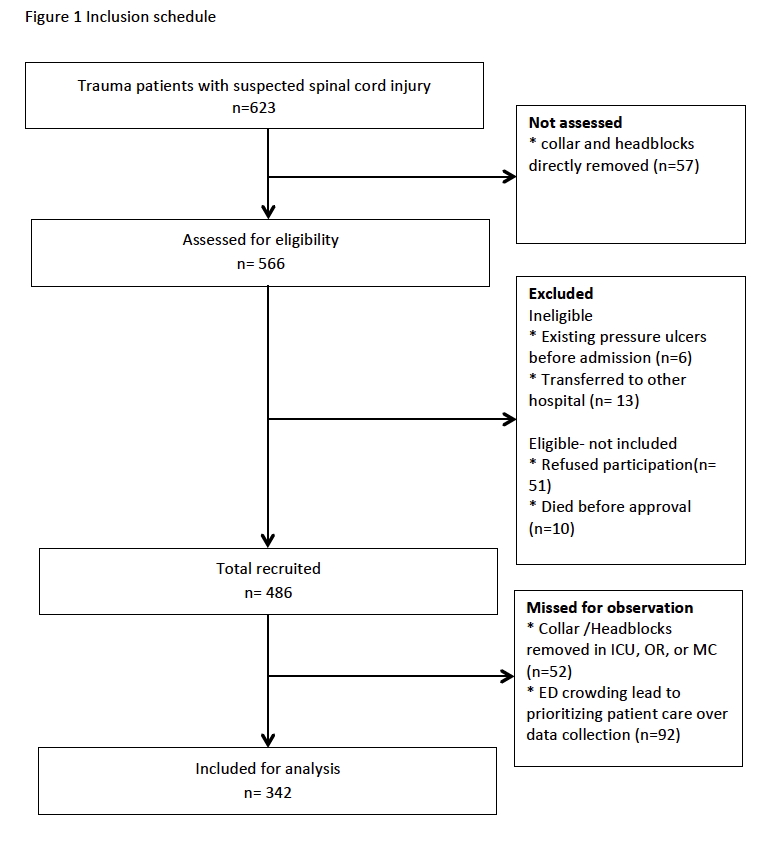 Figure 1 Inclusion schedule
Trauma patients with suspected spinal cord injury
n=623
Not assessed
* collar and headblocks
directly removed (n=57)
Assessed for eligibility
n= 566
Excluded
Ineligible
* Existing pressure ulcers
before admission (n=6)
* Transferred to other
hospital (n= 13)
Eligible- not included
* Refused participation(n=
51)
* Died before approval
(n=10)
Total recruited
n= 486
Missed for observation
* Collar /Headblocks
removed in ICU, OR, or MC
(n=52)
* ED crowding lead to
prioritizing patient care over
data collection (n=92)
Included for analysis
n= 342